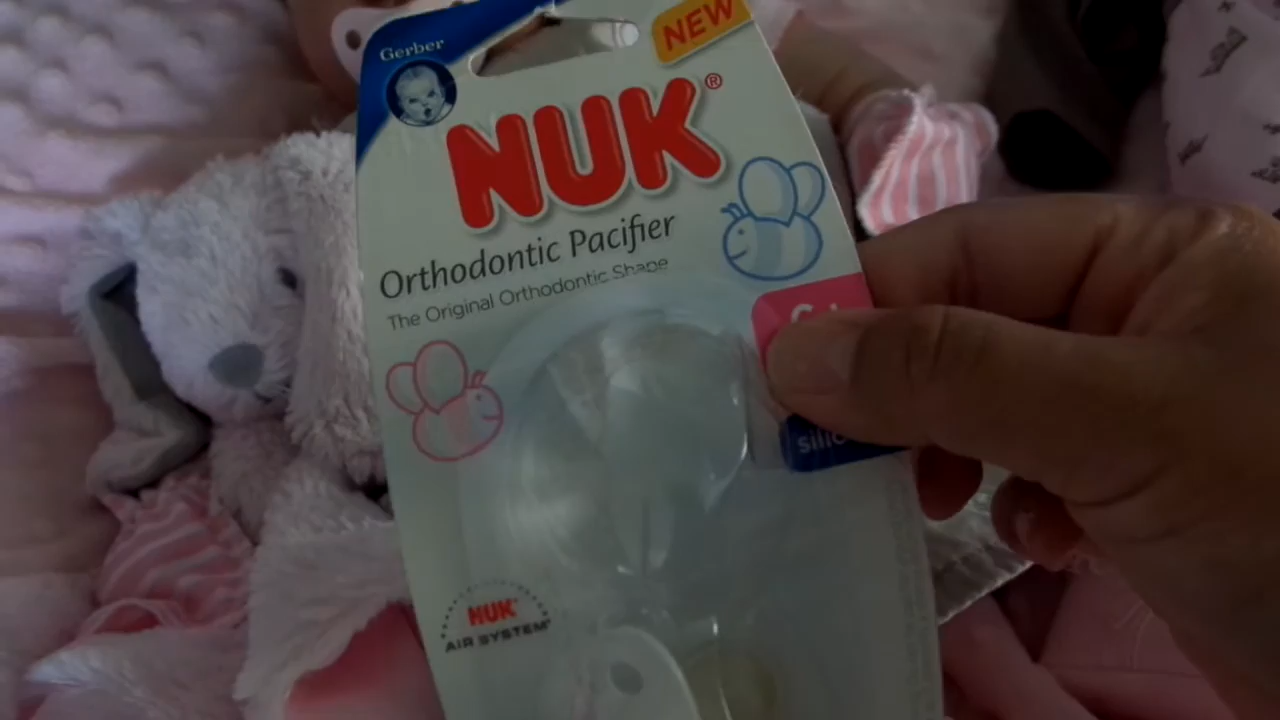 Gerber
NEW
NUK®
Orthodontic Pacifier
The Original Orthodontic Shape
NUK®
AIR SYSTEM